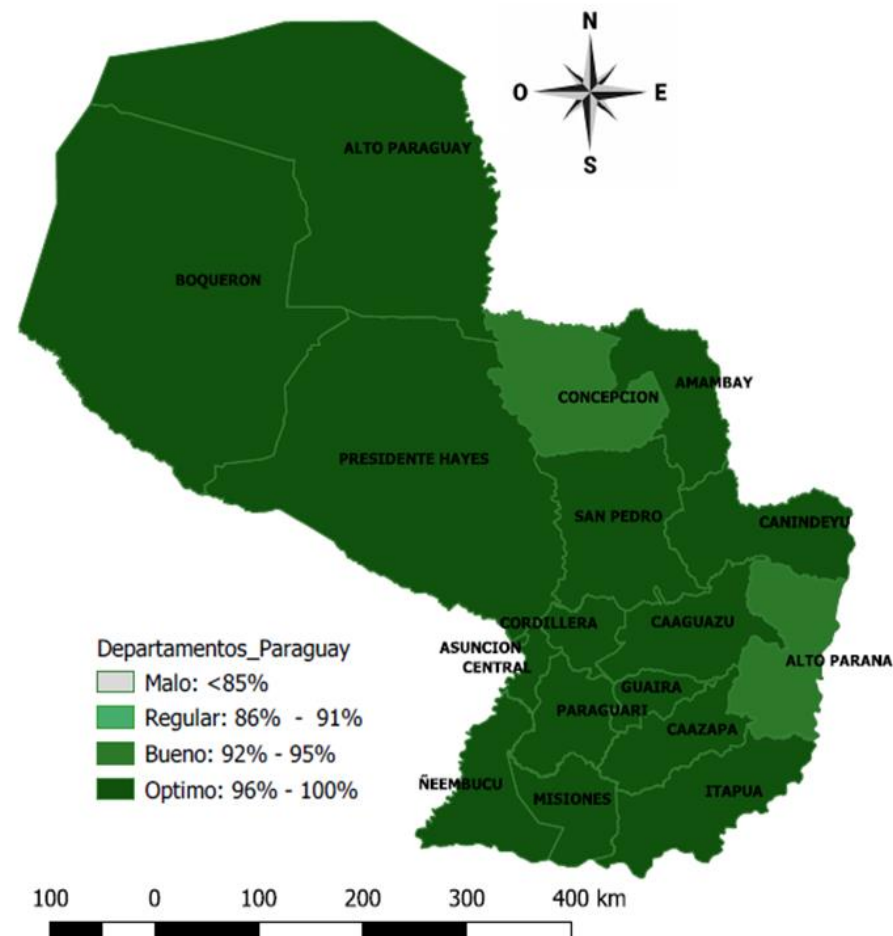 N
O E
S
ALTO PARAGUAY
BOQUERON
CONCEPCION
AMAMBAY
PRESIDENTE HAYES
SAN PEDRO
CANINDEYU
CORDILLERA
CAAGUAZU
ASUNCION
CENTRAL
ALTO PARANA
GUAIRA
PARAGUARI
CAAZAPA
ÑEEMBUCU
MISIONES
ITAPUA
Departamentos_Paraguay
Malo: <85%
Regular: 86% - 91%
Bueno: 92% - 95%
Optimo: 96% - 100%
100 0 100 200 300 400 km